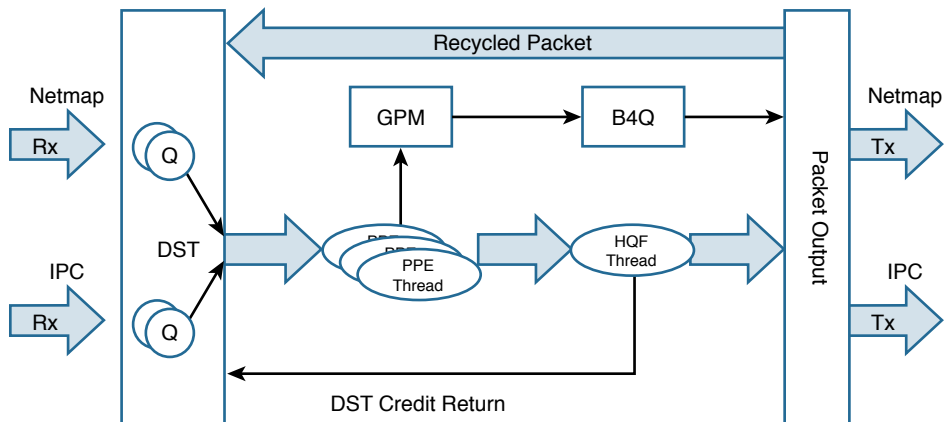 Recycled Packet
Netmap
Rx
GPM
B4Q
Netmap
Tx
Q
Packet Output
DST
PPE
Thread
HQF
Thread
IPC
Rx
Q
IPC
Tx
DST Credit Return